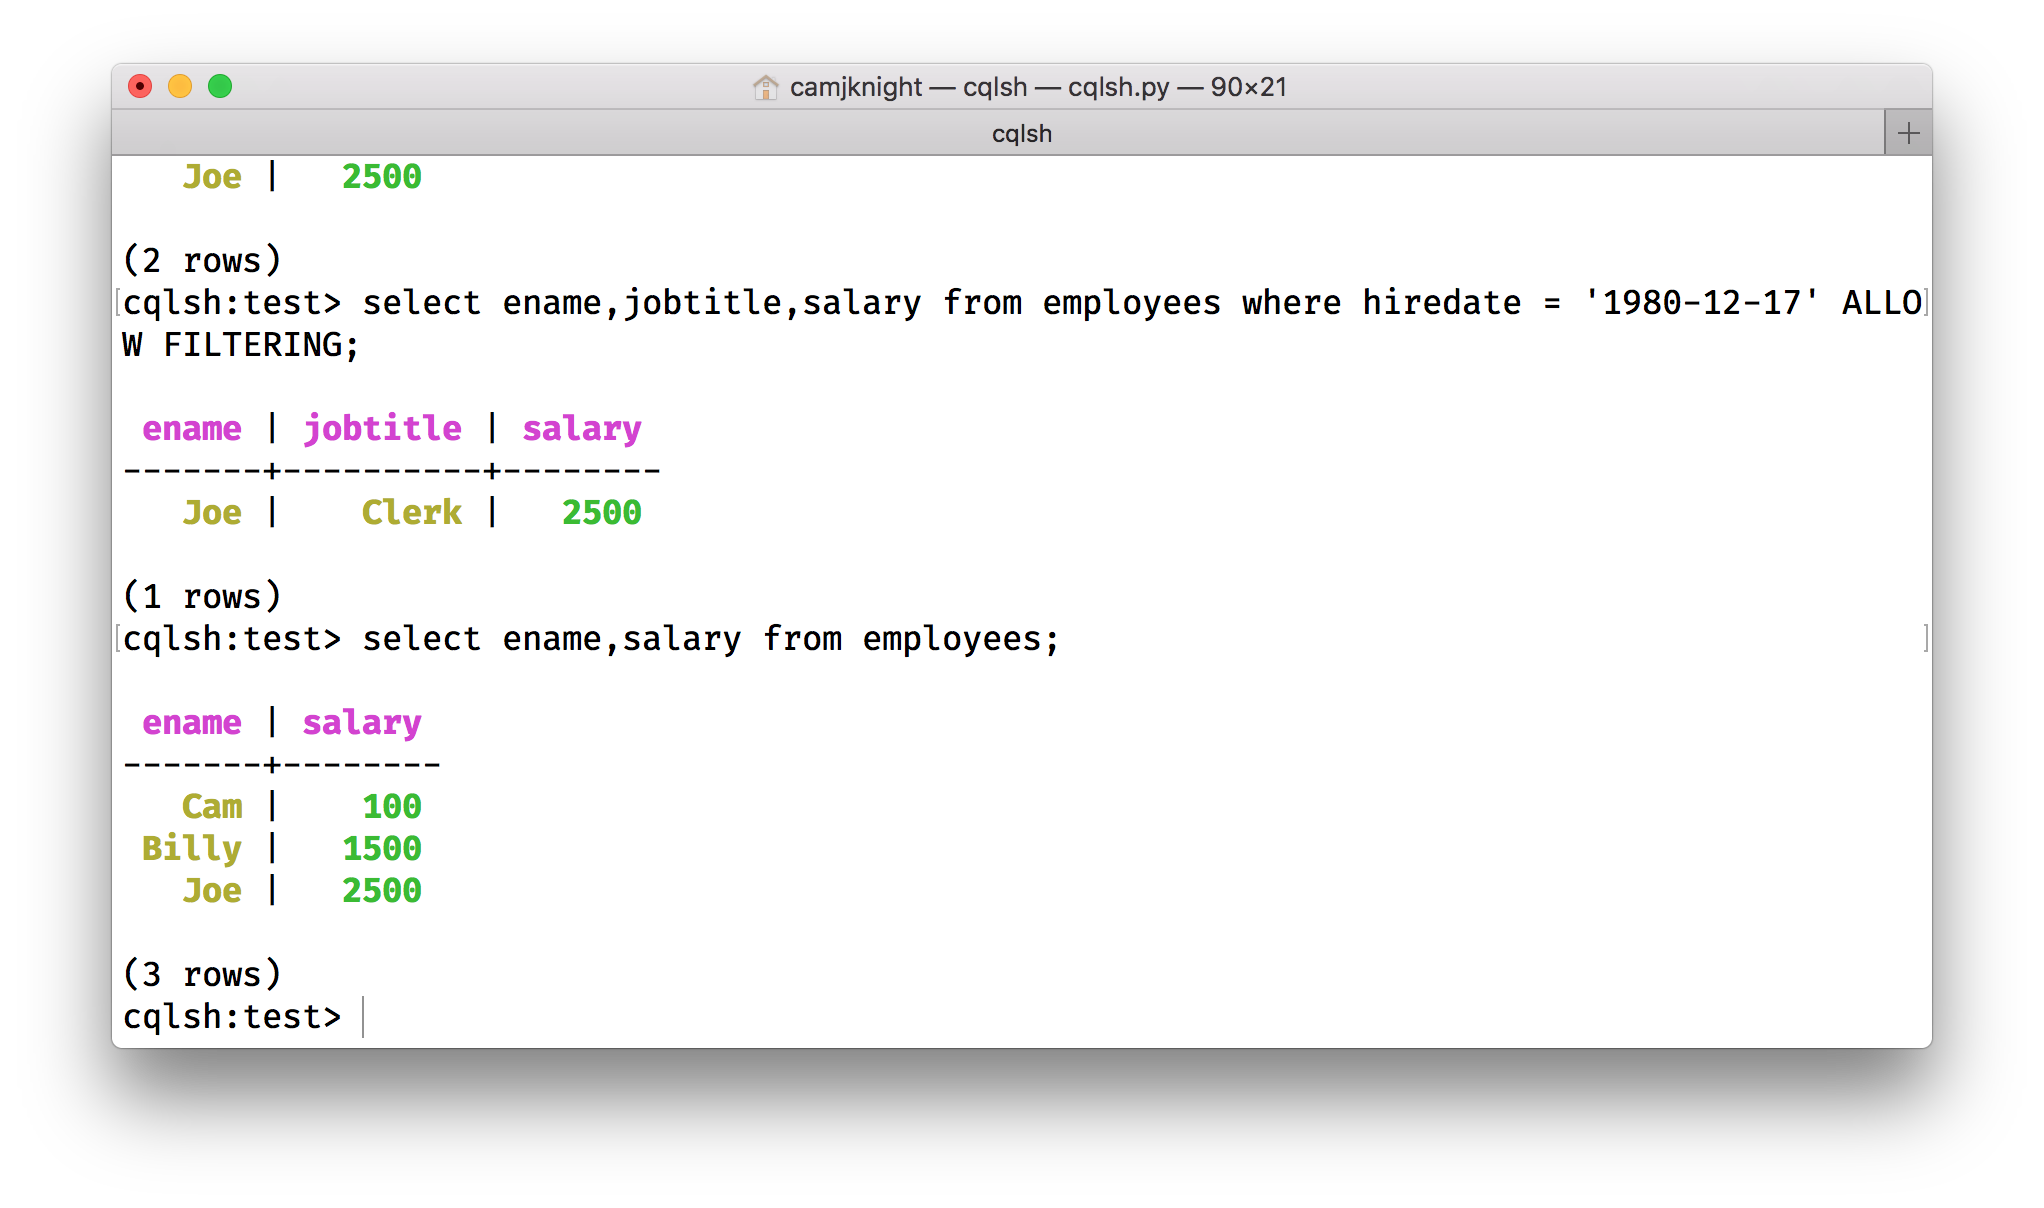 camjknight — cqlsh — cqlsh.py — 90×21
cqlsh
Joe |   2500
(2 rows)
cqlsh:test> select ename,jobtitle,salary from employees where hiredate = '1980-12-17' ALLO
W FILTERING;
 ename | jobtitle | salary
-------+----------+--------
   Joe |    Clerk |   2500
(1 rows)
cqlsh:test> select ename,salary from employees;
 ename | salary
-------+--------
   Cam |    100
 Billy |   1500
   Joe |   2500
(3 rows)
cqlsh:test>